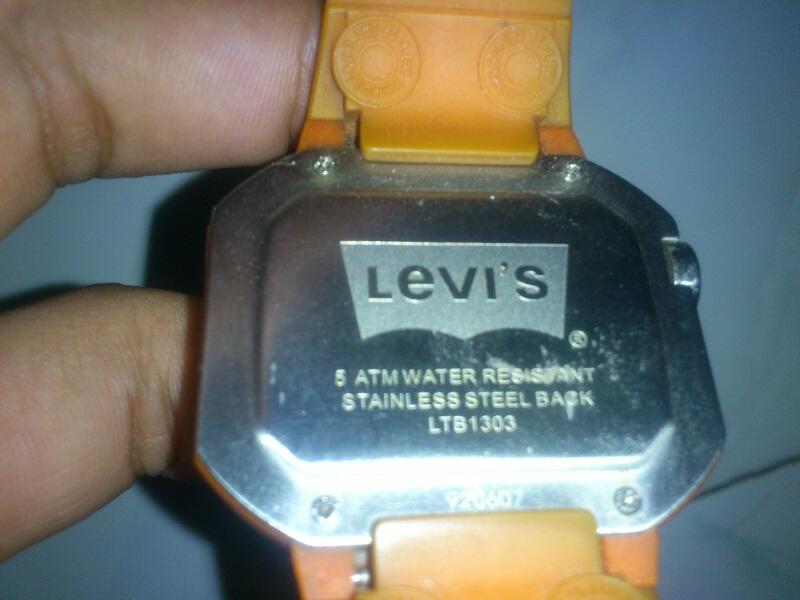 Levi's
®
5 ATM WATER RESISTANT
STAINLESS STEEL BACK
LTB1303
920607